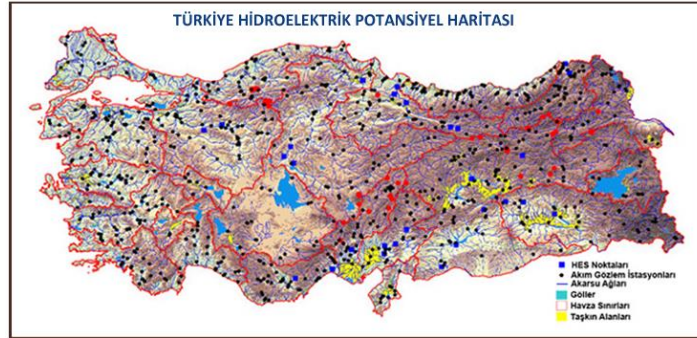 TÜRKİYE HİDROELEKTRİK POTANSİYEL HARİTASI
HES Noktaları
Akım Gözlem İstasyonları
Akarsu Ağları
Göller
Havza Sınırları
Taşkın Alanları